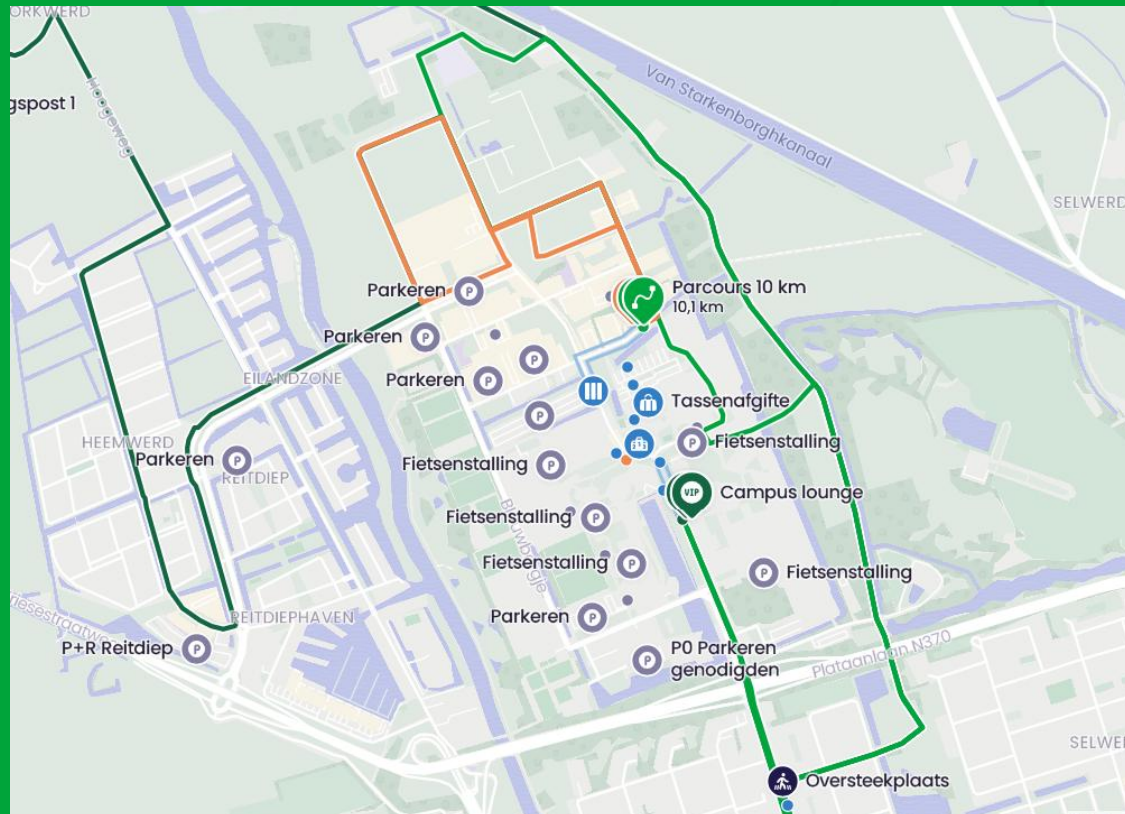 ORKWERD
gspost 1
Hoogeweg
Van Starkenborghkanaal
SELWERD
Parkeren
Parcours 10 km
10,1 km
Parkeren
EILANDZONE
Parkeren
Tassenafgifte
HEEMWERD
Parkeren
REITDIEP
Fietsenstalling
Fietsenstalling
VIP
Campus lounge
Fietsenstalling
Fietsenstalling
Fietsenstalling
REITDIEPHAVEN
Parkeren
P+R Reitdiep
P0 Parkeren
genodigden
Plataanlaan N370
SELWE
Oversteekplaats
P
P
P
P
P
P
P
P
P
P
P
P
P
P